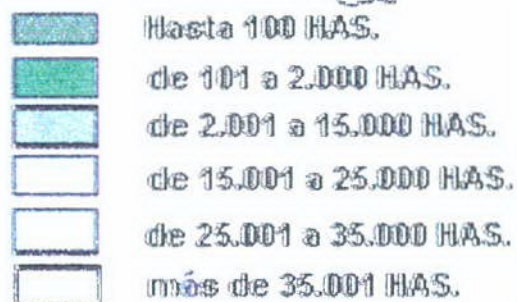 Hasta 100 HAS.
de 101 a 2.000 HAS.
de 2.001 a 15.000 HAS.
de 15.001 a 25.000 HAS.
de 25.001 a 35.000 HAS.
más de 35.001 HAS.